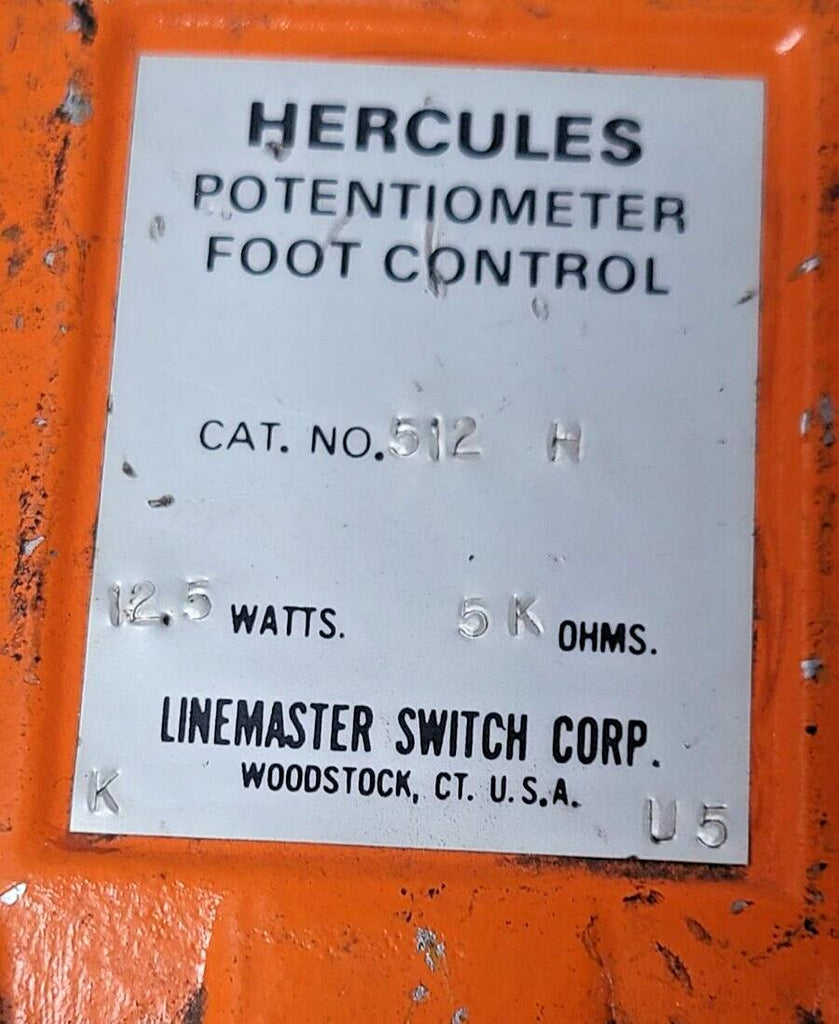 HERCULES
POTENTIOMETER
FOOT CONTROL
CAT. NO. 512 H
12.5 WATTS. 5 K OHMS.
LINEMASTER SWITCH CORP.
WOODSTOCK, CT. U.S.A.
K U 5